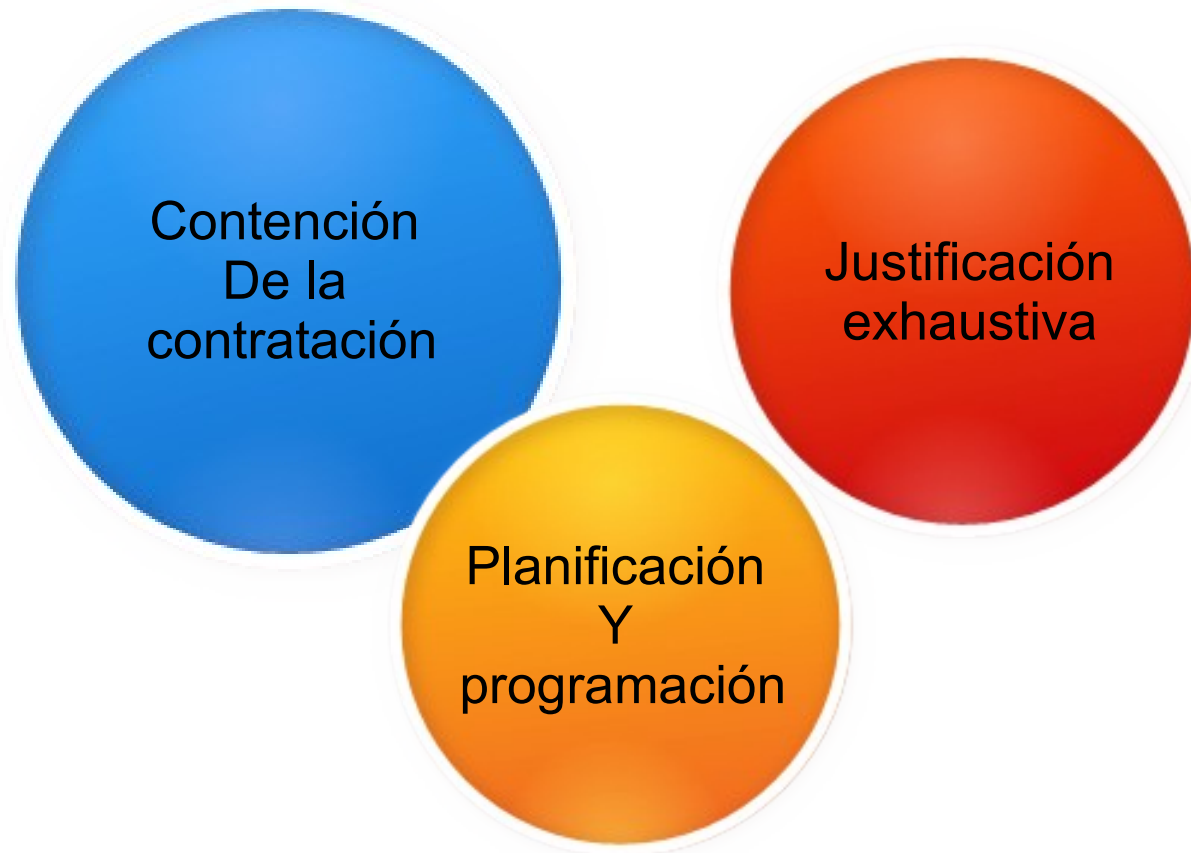 Contención
De la
contratación
Justificación
exhaustiva
Planificación
Y
programación